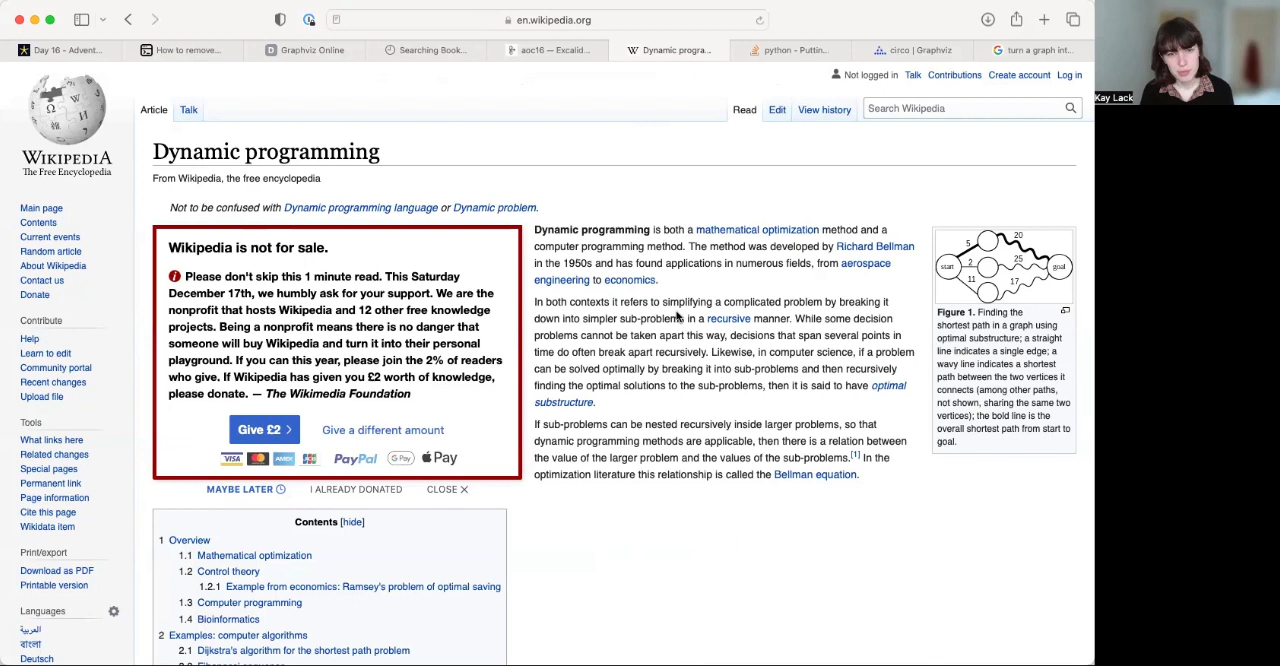 en.wikipedia.org
Day 16 - Advent...
How to remove...
Graphviz Online
Searching Book...
aoc16 — Excalid...
Dynamic progra...
python - Puttin...
circo | Graphviz
turn a graph int...
Kay Lack
Not logged in Talk Contributions Create account Log in
Article Talk
Read Edit View history
Search Wikipedia
WIKIPEDIA
The Free Encyclopedia
Main page
Contents
Current events
Random article
About Wikipedia
Contact us
Donate
Contribute
Help
Learn to edit
Community portal
Recent changes
Upload file
Tools
What links here
Related changes
Special pages
Permanent link
Page information
Cite this page
Wikidata item
Print/export
Download as PDF
Printable version
Languages
العربية
বাংলা
Deutsch
Dynamic programming
From Wikipedia, the free encyclopedia
Not to be confused with Dynamic programming language or Dynamic problem.
Wikipedia is not for sale.
Please don't skip this 1 minute read. This Saturday
December 17th, we humbly ask for your support. We are the
nonprofit that hosts Wikipedia and 12 other free knowledge
projects. Being a nonprofit means there is no danger that
someone will buy Wikipedia and turn it into their personal
playground. If you can this year, please join the 2% of readers
who give. If Wikipedia has given you £2 worth of knowledge,
please donate. — The Wikimedia Foundation
Give £2
Give a different amount
VISA AMEX JCB PayPal G Pay Pay
MAYBE LATER I ALREADY DONATED CLOSE
Dynamic programming is both a mathematical optimization method and a
computer programming method. The method was developed by Richard Bellman
in the 1950s and has found applications in numerous fields, from aerospace
engineering to economics.
In both contexts it refers to simplifying a complicated problem by breaking it
down into simpler sub-problems in a recursive manner. While some decision
problems cannot be taken apart this way, decisions that span several points in
time do often break apart recursively. Likewise, in computer science, if a problem
can be solved optimally by breaking it into sub-problems and then recursively
finding the optimal solutions to the sub-problems, then it is said to have optimal
substructure.
If sub-problems can be nested recursively inside larger problems, so that
dynamic programming methods are applicable, then there is a relation between
the value of the larger problem and the values of the sub-problems.[1] In the
optimization literature this relationship is called the Bellman equation.
start
5
2
11
20
25
17
goal
Figure 1. Finding the
shortest path in a graph using
optimal substructure; a straight
line indicates a single edge; a
wavy line indicates a shortest
path between the two vertices it
connects (among other paths,
not shown, sharing the same two
vertices); the bold line is the
overall shortest path from start to
goal.
Contents [hide]
1 Overview
1.1 Mathematical optimization
1.2 Control theory
1.2.1 Example from economics: Ramsey's problem of optimal saving
1.3 Computer programming
1.4 Bioinformatics
2 Examples: computer algorithms
2.1 Dijkstra's algorithm for the shortest path problem